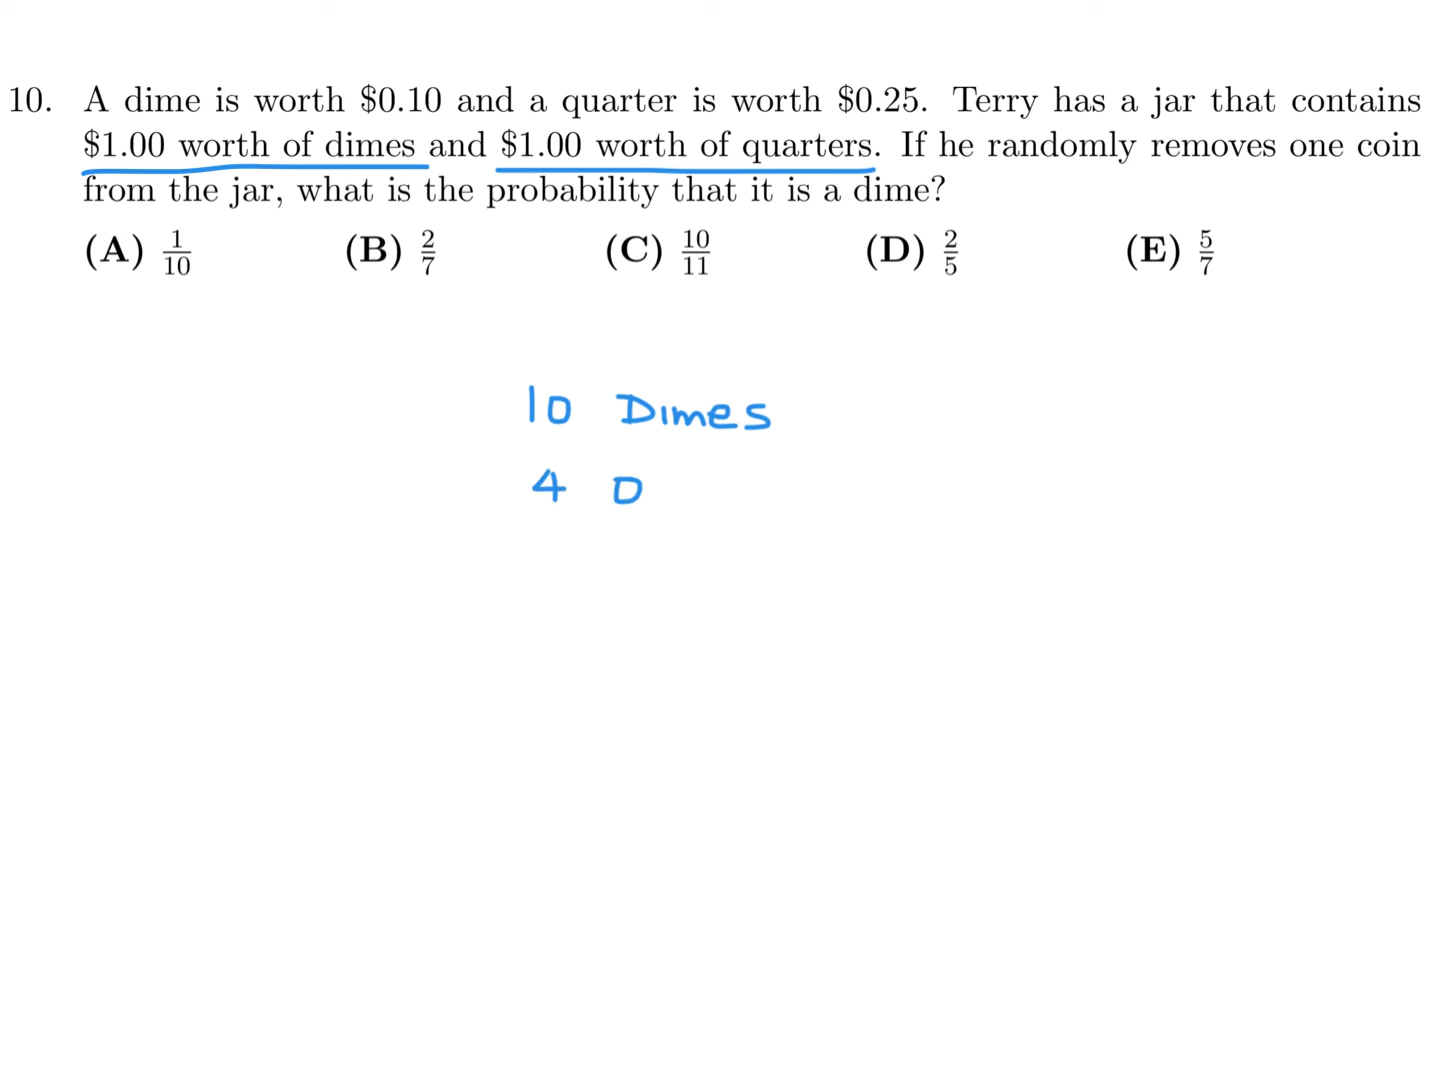 10. A dime is worth $0.10 and a quarter is worth $0.25. Terry has a jar that contains
$1.00 worth of dimes and $1.00 worth of quarters. If he randomly removes one coin
from the jar, what is the probability that it is a dime?
(A) 1/10 (B) 2/7 (C) 10/11 (D) 2/5 (E) 5/7
10 Dimes
4 D